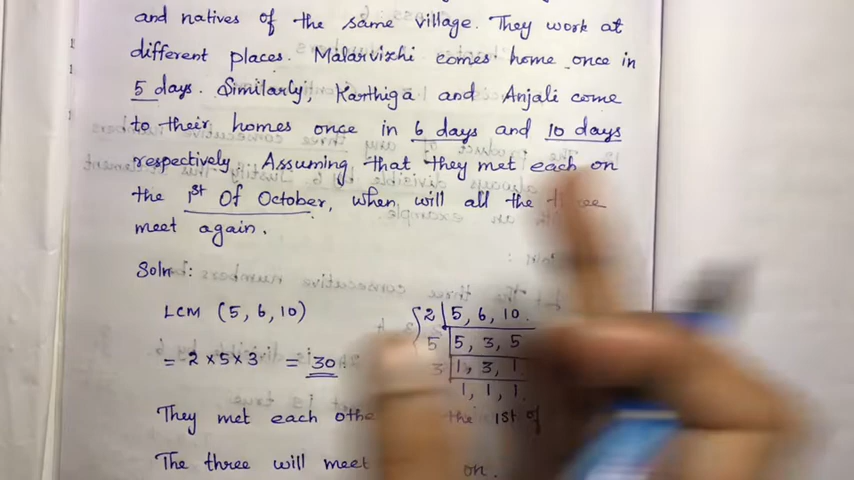 and natives of the same village. They work at
different places. Malarvizhi comes home once in
5 days. Similarly, Karthiga and Anjali come
to their homes once in 6 days and 10 days
respectively. Assuming that they met each on
the 1st Of October, when will all the three
meet again.
Soln:
LCM (5, 6, 10)
2 5, 6, 10.
5 5, 3, 5
= 2 × 5 × 3 = 30.
3 1, 3, 1
1, 1, 1.
They met each othe the 1st of
The three will meet on.